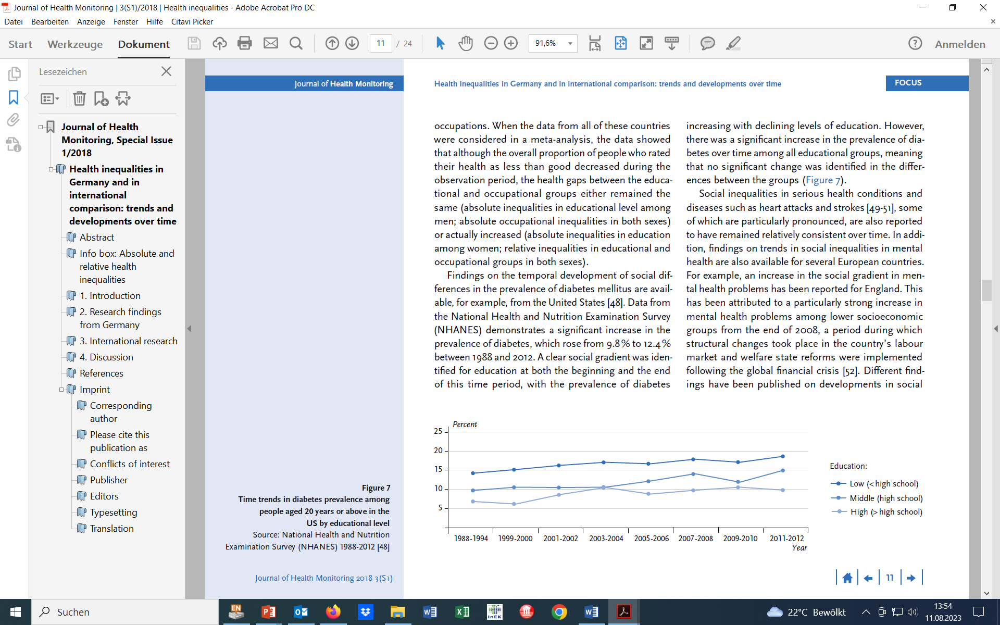 Journal of Health Monitoring | 3(S1)/2018 | Health inequalities - Adobe Acrobat Pro DC
Datei Bearbeiten Anzeige Fenster Hilfe Citavi Picker
Start Werkzeuge Dokument 11 / 24 91,6% Anmelden
Lesezeichen
Journal of Health
Monitoring, Special Issue
1/2018
Health inequalities in
Germany and in
international
comparison: trends and
developments over time
Abstract
Info box: Absolute and
relative health
inequalities
1. Introduction
2. Research findings
from Germany
3. International research
4. Discussion
References
Imprint
Corresponding
author
Please cite this
publication as
Conflicts of interest
Publisher
Editors
Typesetting
Translation
Journal of Health Monitoring
Health inequalities in Germany and in international comparison: trends and developments over time
FOCUS
occupations. When the data from all of these countries
were considered in a meta-analysis, the data showed
that although the overall proportion of people who rated
their health as less than good decreased during the
observation period, the health gaps between the educa-
tional and occupational groups either remained the
same (absolute inequalities in educational level among
men; absolute occupational inequalities in both sexes)
or actually increased (absolute inequalities in education
among women; relative inequalities in educational and
occupational groups in both sexes).
Findings on the temporal development of social dif-
ferences in the prevalence of diabetes mellitus are avail-
able, for example, from the United States [48]. Data from
the National Health and Nutrition Examination Survey
(NHANES) demonstrates a significant increase in the
prevalence of diabetes, which rose from 9.8% to 12.4%
between 1988 and 2012. A clear social gradient was iden-
tified for education at both the beginning and the end
of this time period, with the prevalence of diabetes
increasing with declining levels of education. However,
there was a significant increase in the prevalence of dia-
betes over time among all educational groups, meaning
that no significant change was identified in the differ-
ences between the groups (Figure 7).
Social inequalities in serious health conditions and
diseases such as heart attacks and strokes [49-51], some
of which are particularly pronounced, are also reported
to have remained relatively consistent over time. In addi-
tion, findings on trends in social inequalities in mental
health are also available for several European countries.
For example, an increase in the social gradient in men-
tal health problems has been reported for England. This
has been attributed to a particularly strong increase in
mental health problems among lower socioeconomic
groups from the end of 2008, a period during which
structural changes took place in the country's labour
market and welfare state reforms were implemented
following the global financial crisis [52]. Different find-
ings have been published on developments in social
Figure 7
Time trends in diabetes prevalence among
people aged 20 years or above in the
US by educational level
Source: National Health and Nutrition
Examination Survey (NHANES) 1988-2012 [48]
Percent
25
20
15
10
5
1988-1994 1999-2000 2001-2002 2003-2004 2005-2006 2007-2008 2009-2010 2011-2012
Year
Education:
Low (< high school)
Middle (high school)
High (> high school)
Journal of Health Monitoring 2018 3(S1)
11
Suchen
EN
InEK
22°C Bewölkt
13:54
11.08.2023